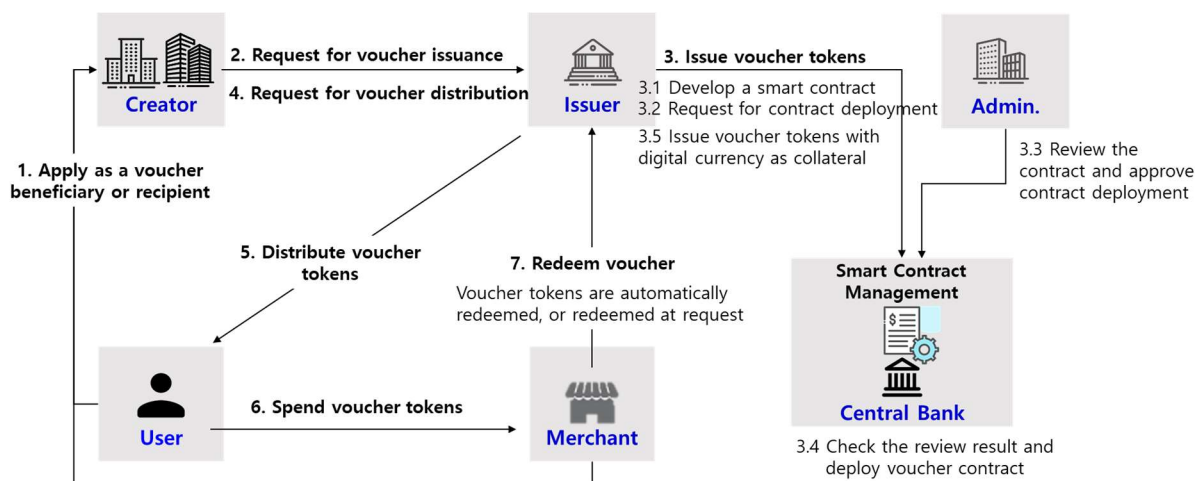 2. Request for voucher issuance
4. Request for voucher distribution
Creator
Issuer
3. Issue voucher tokens
3.1 Develop a smart contract
3.2 Request for contract deployment
3.5 Issue voucher tokens with
digital currency as collateral
Admin.
3.3 Review the
contract and approve
contract deployment
1. Apply as a voucher
beneficiary or recipient
5. Distribute voucher
tokens
7. Redeem voucher
Voucher tokens are automatically
redeemed, or redeemed at request
Smart Contract
Management
$
Central Bank
3.4 Check the review result and
deploy voucher contract
User
6. Spend voucher tokens
Merchant